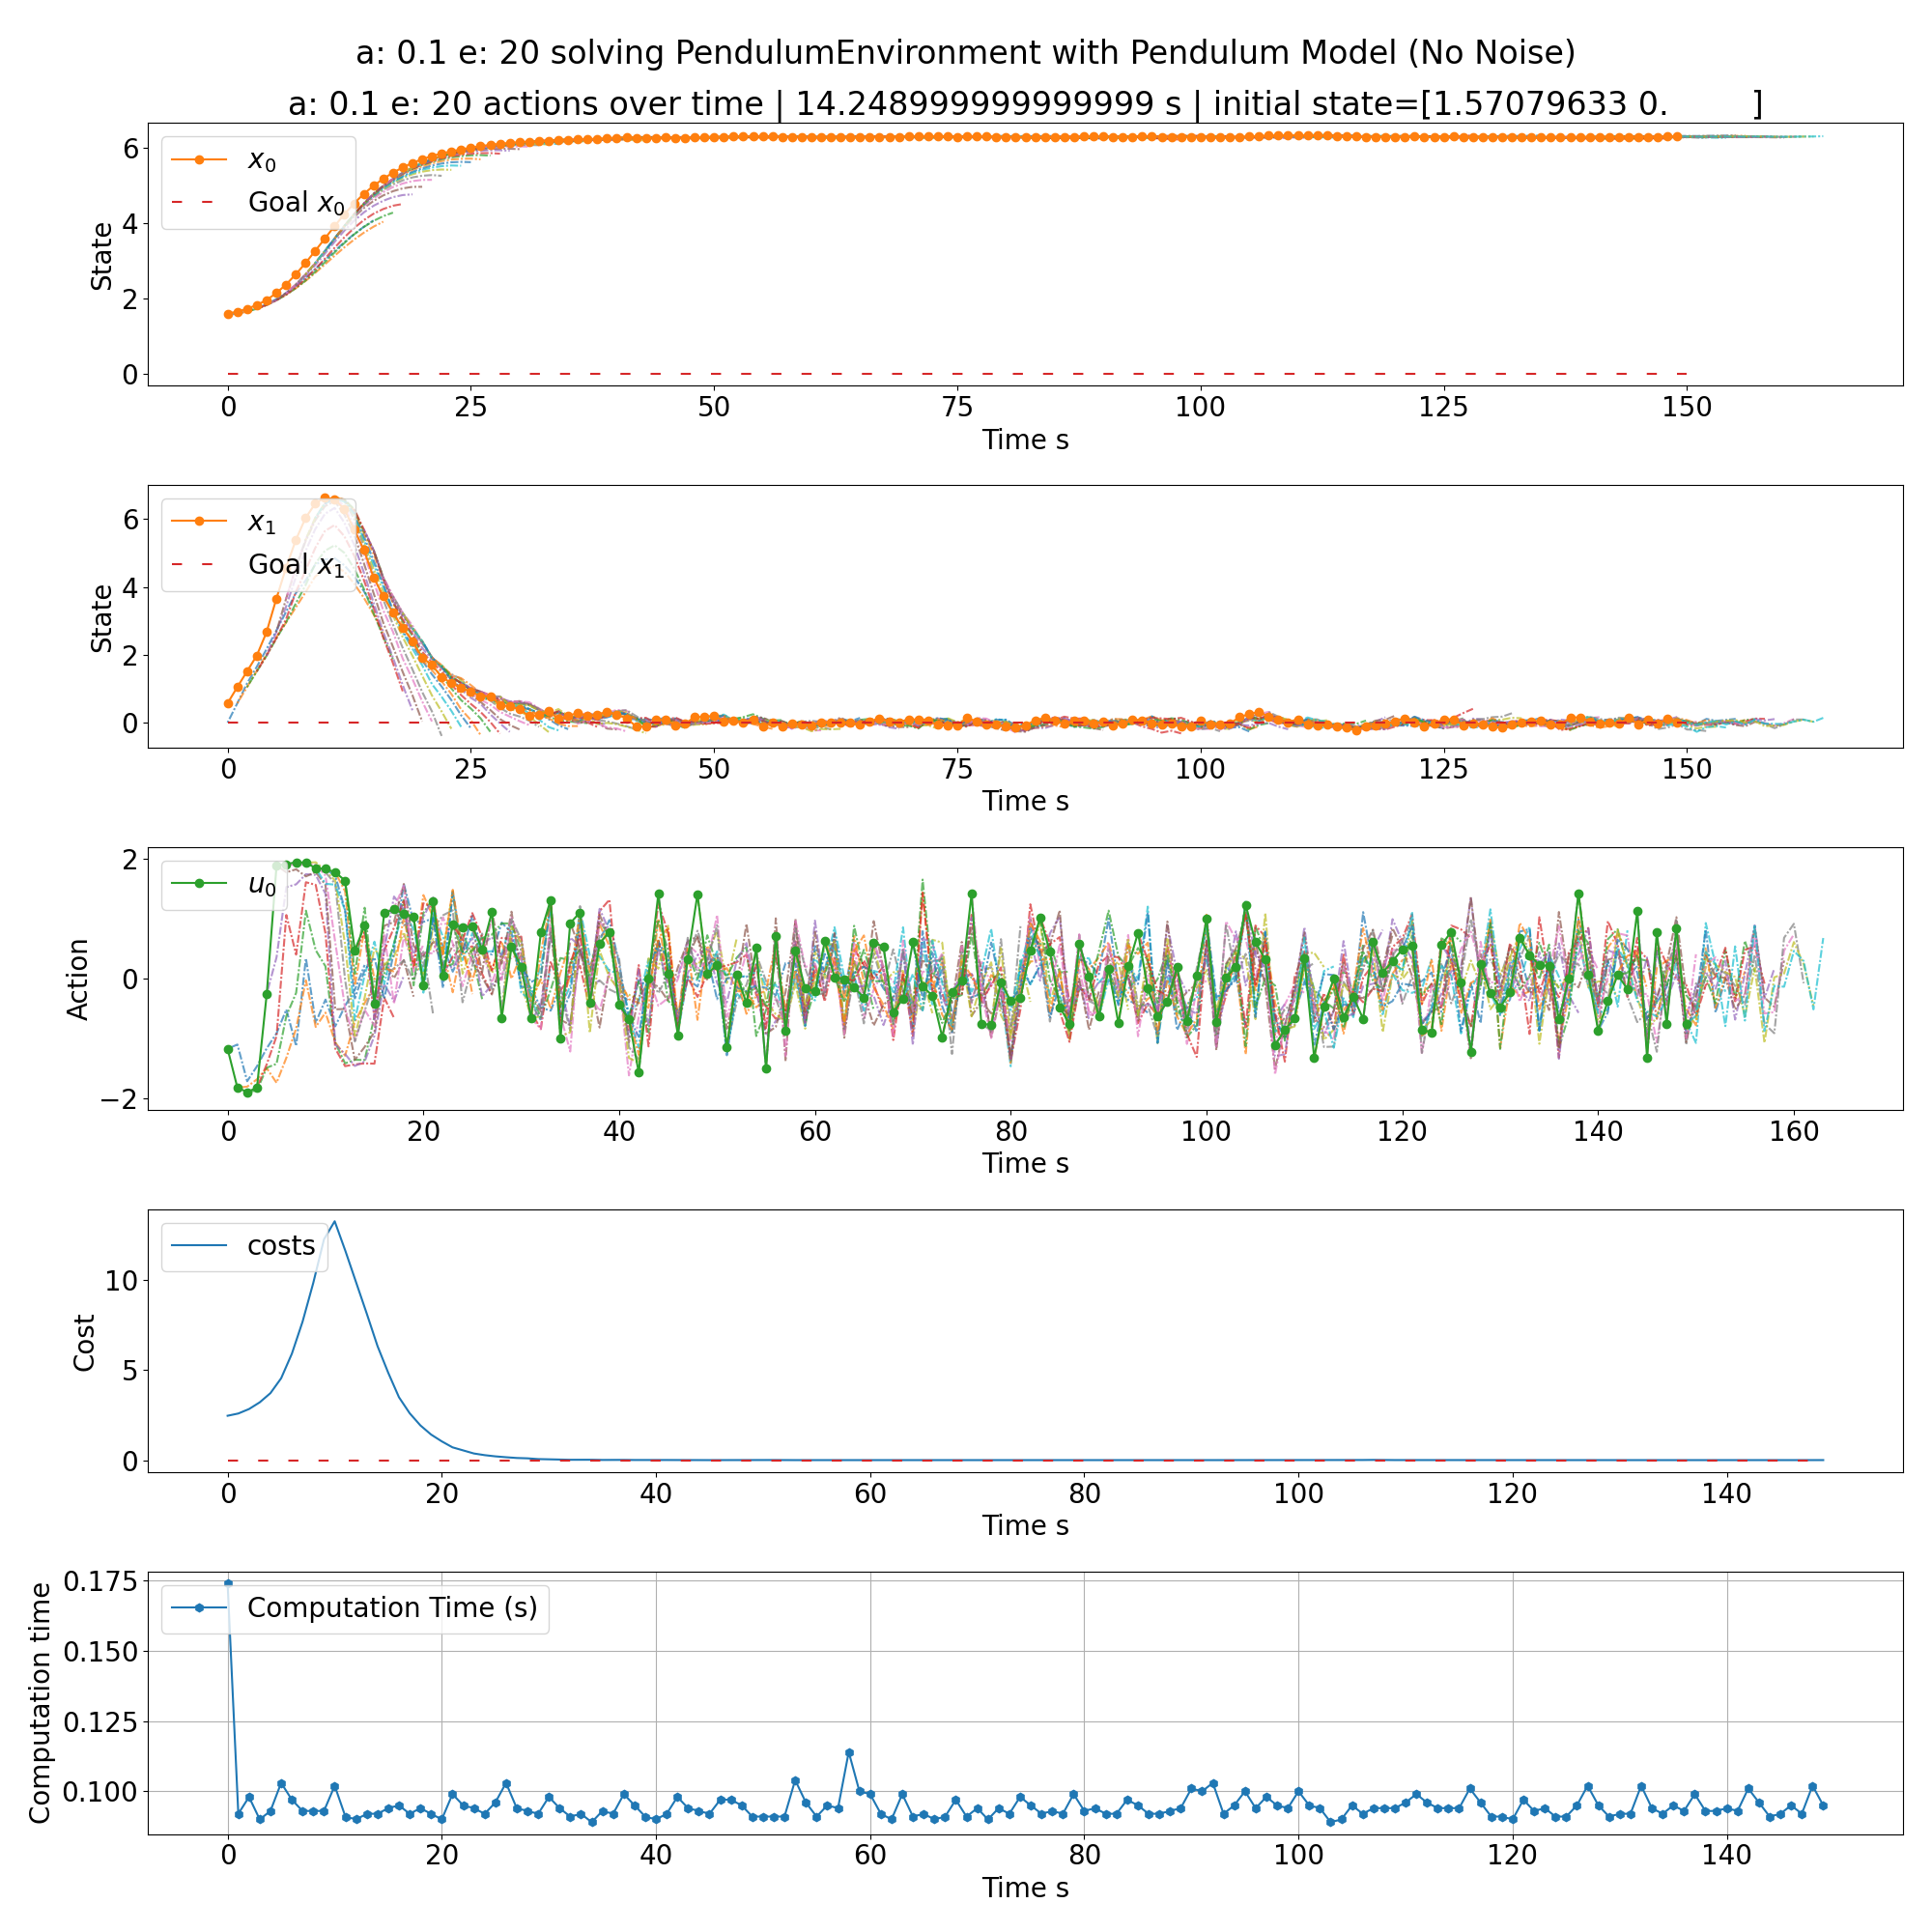 a: 0.1 e: 20 solving PendulumEnvironment with Pendulum Model (No Noise)
a: 0.1 e: 20 actions over time | 14.248999999999999 s | initial state=[1.57079633 0.        ]
6
4
2
0
State
x₀
Goal x₀
0 25 50 75 100 125 150
Time s
6
4
2
0
State
x₁
Goal x₁
0 25 50 75 100 125 150
Time s
2
0
−2
Action
u₀
0 20 40 60 80 100 120 140 160
Time s
10
5
0
Cost
costs
0 20 40 60 80 100 120 140
Time s
0.175
0.150
0.125
0.100
Computation time
Computation Time (s)
0 20 40 60 80 100 120 140
Time s